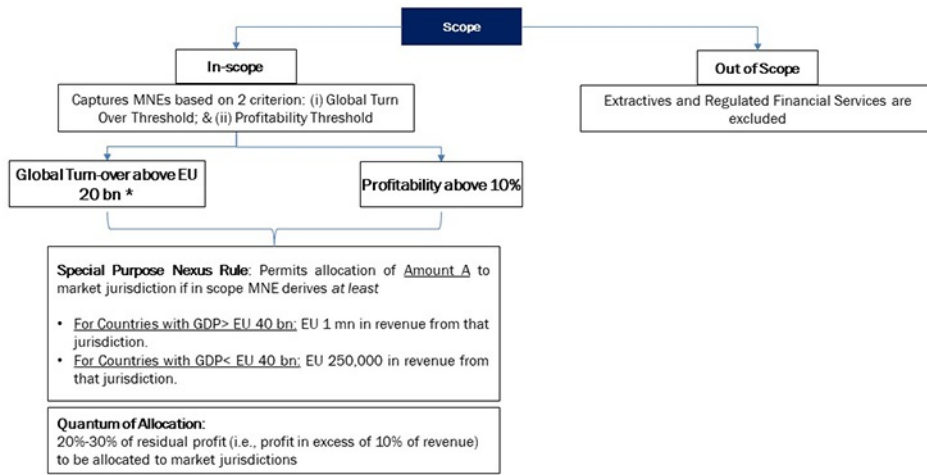 Scope
In-scope
Out of Scope
Captures MNEs based on 2 criterion: (i) Global Turn
Over Threshold; & (ii) Profitability Threshold
Extractives and Regulated Financial Services are
excluded
Global Turn-over above EU
20 bn *
Profitability above 10%
Special Purpose Nexus Rule: Permits allocation of Amount A to
market jurisdiction if in scope MNE derives at least
• For Countries with GDP> EU 40 bn: EU 1 mn in revenue from that
jurisdiction.
• For Countries with GDP< EU 40 bn: EU 250,000 in revenue from
that jurisdiction.
Quantum of Allocation:
20%-30% of residual profit (i.e., profit in excess of 10% of revenue)
to be allocated to market jurisdictions